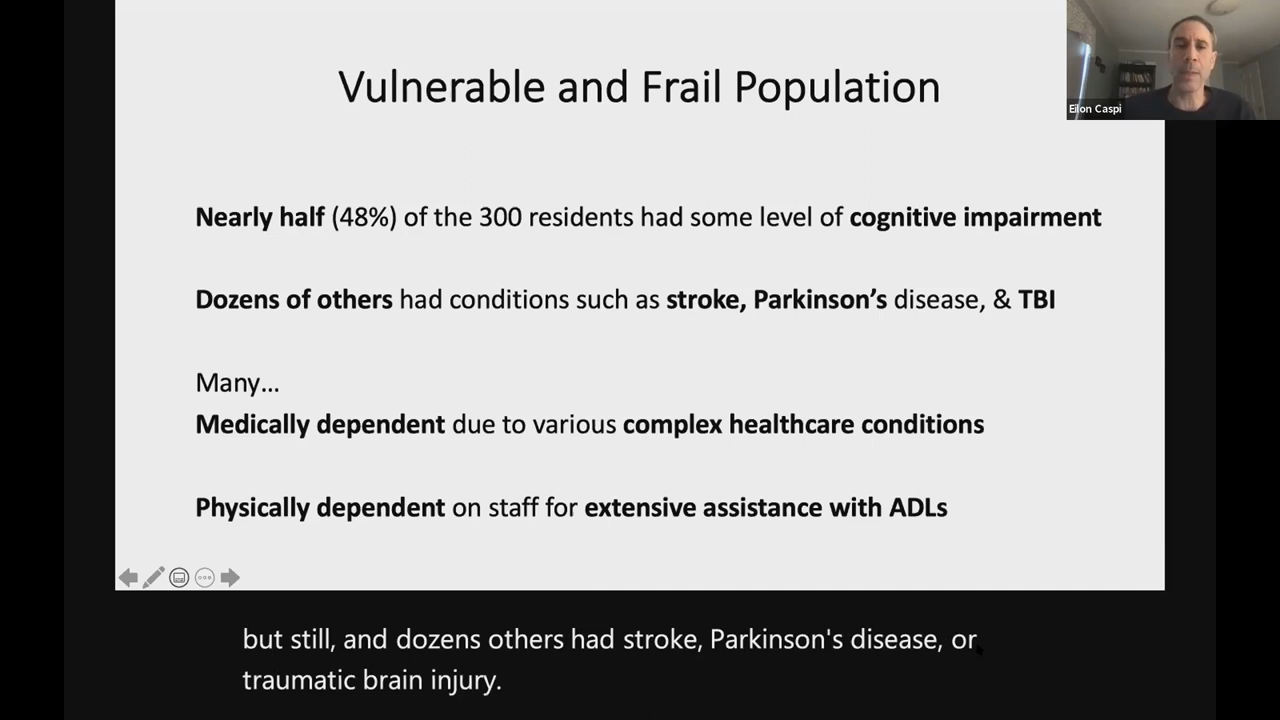 Vulnerable and Frail Population
Eilon Caspi
Nearly half (48%) of the 300 residents had some level of cognitive impairment
Dozens of others had conditions such as stroke, Parkinson’s disease, & TBI
Many...
Medically dependent due to various complex healthcare conditions
Physically dependent on staff for extensive assistance with ADLs
but still, and dozens others had stroke, Parkinson's disease, or
traumatic brain injury.